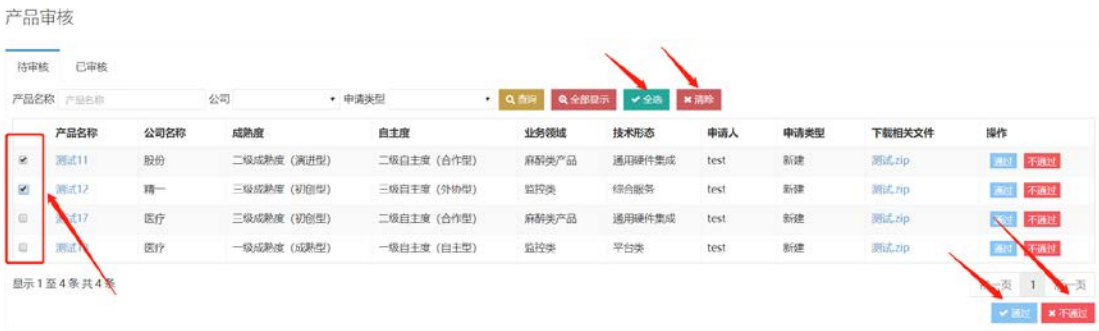 产品审核
待审核 已审核
产品名称 产品名称 公司 申请类型 查询 全部显示 全选 清除
产品名称 公司名称 成熟度 自主度 业务领域 技术形态 申请人 申请类型 下载相关文件 操作
测试11 股份 二级成熟度（演进型） 二级自主度（合作型） 麻醉类产品 通用硬件集成 test 新建 测试.zip 通过 不通过
测试12 精一 三级成熟度（初创型） 三级自主度（外协型） 监控类 综合服务 test 新建 测试.zip 通过 不通过
测试17 医疗 三级成熟度（初创型） 二级自主度（合作型） 麻醉类产品 通用硬件集成 test 新建 测试.zip 通过 不通过
医疗 一级成熟度（成熟型） 一级自主度（自主型） 监控类 平台类 test 新建 测试.zip 通过 不通过
显示 1 至 4 条 共 4 条
上一页 1 下一页
通过 不通过